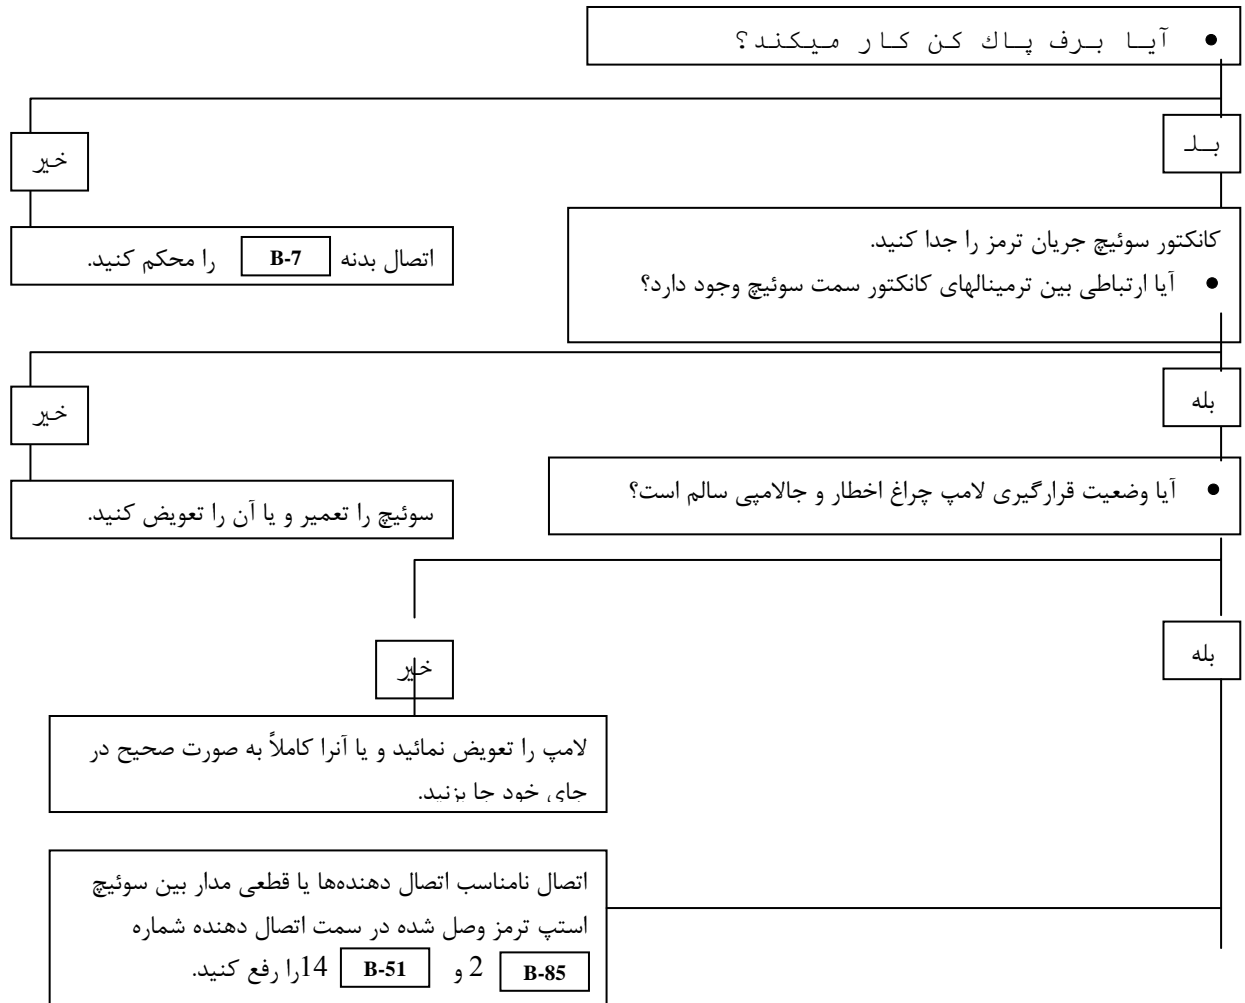 • آیا برف پاك كن كار میكند؟
خیر
بـلـ
اتصال بدنه B-7 را محکم کنید.
کانکتور سوئیچ جریان ترمز را جدا کنید.
• آیا ارتباطی بین ترمینالهای کانکتور سمت سوئیچ وجود دارد؟
خیر
بله
سوئیچ را تعمیر و یا آن را تعویض کنید.
• آیا وضعیت قرارگیری لامپ چراغ اخطار و جالامپی سالم است؟
خیر
بله
لامپ را تعویض نمائید و یا آنرا کاملاً به صورت صحیح در
جای خود جا بزنید.
اتصال نامناسب اتصال دهنده‌ها یا قطعی مدار بین سوئیچ
استپ ترمز وصل شده در سمت اتصال دهنده شماره
B-85 2 و B-51 14را رفع کنید.